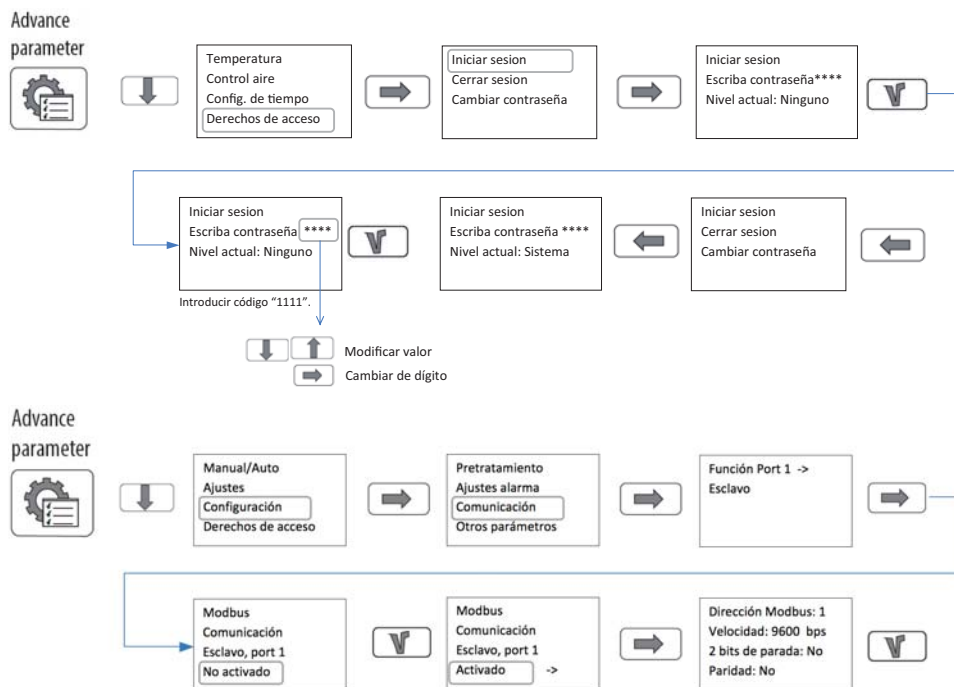 Advance
parameter
Temperatura
Control aire
Config. de tiempo
Derechos de acceso
Iniciar sesion
Cerrar sesion
Cambiar contraseña
Iniciar sesion
Escriba contraseña****
Nivel actual: Ninguno
Iniciar sesion
Escriba contraseña ****
Nivel actual: Ninguno
Introducir código “1111”.
Iniciar sesion
Escriba contraseña ****
Nivel actual: Sistema
Iniciar sesion
Cerrar sesion
Cambiar contraseña
Modificar valor
Cambiar de dígito
Advance
parameter
Manual/Auto
Ajustes
Configuración
Derechos de acceso
Pretratamiento
Ajustes alarma
Comunicación
Otros parámetros
Función Port 1 ->
Esclavo
Modbus
Comunicación
Esclavo, port 1
No activado
Modbus
Comunicación
Esclavo, port 1
Activado ->
Dirección Modbus: 1
Velocidad: 9600 bps
2 bits de parada: No
Paridad: No